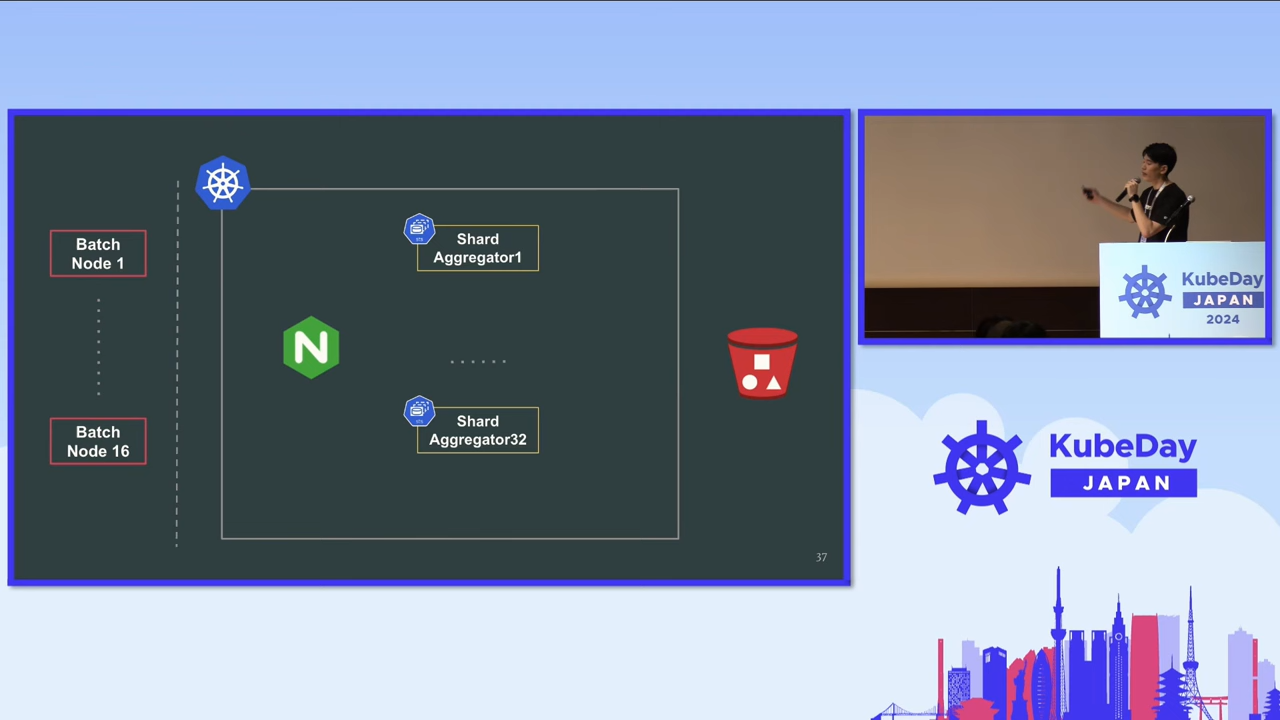 Batch
Node 1
Batch
Node 16
Shard
Aggregator1
Shard
Aggregator32
N
37
KubeDay
JAPAN
2024
KubeDay
JAPAN